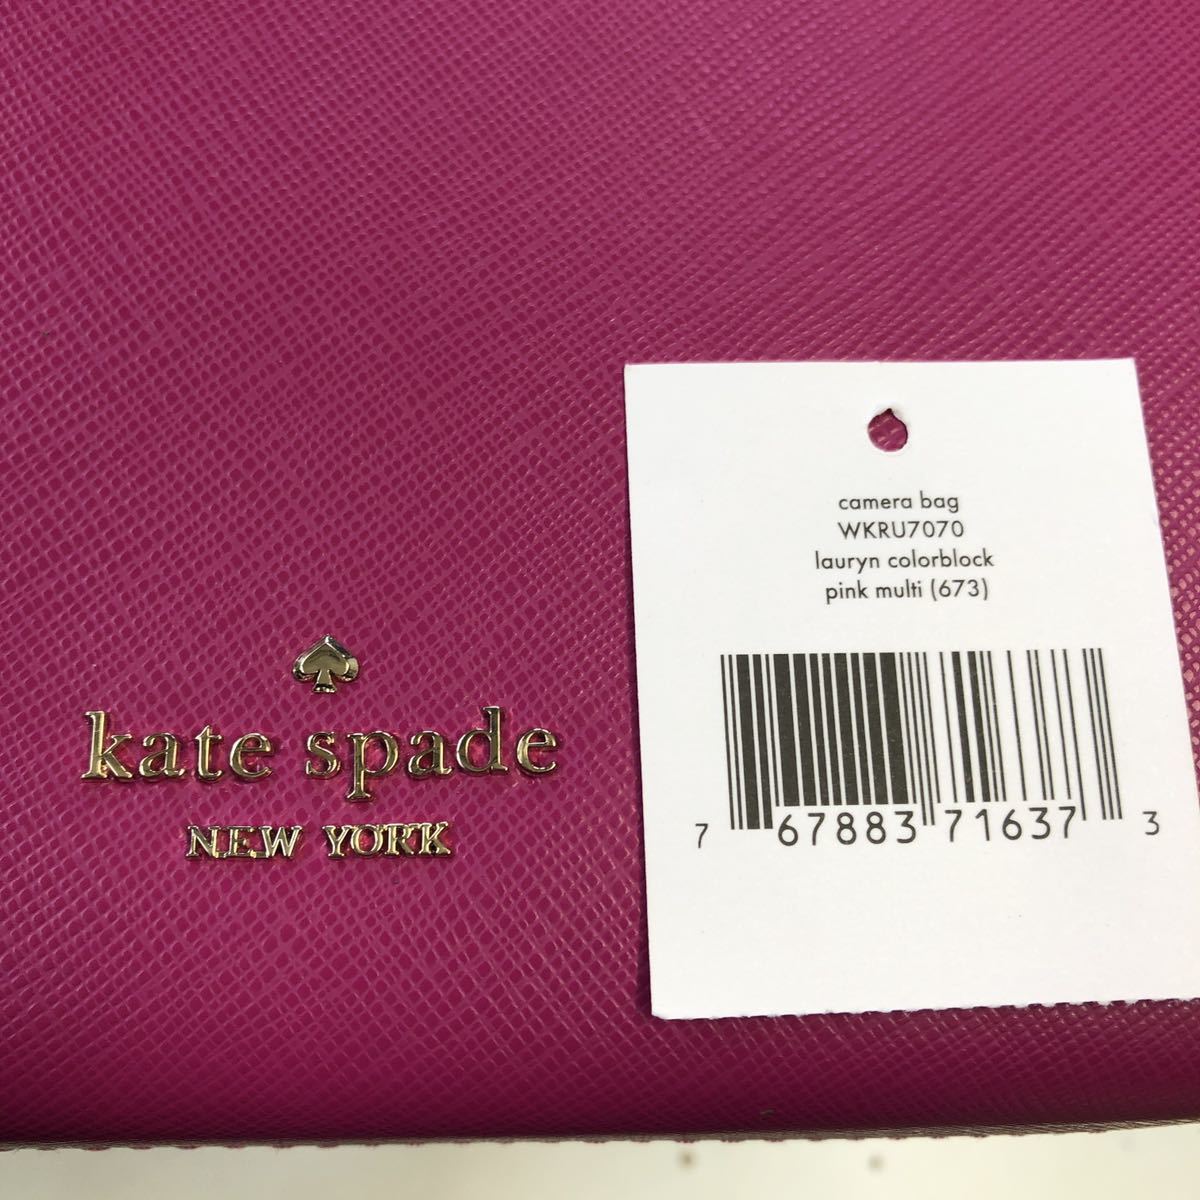 kate spade
NEW YORK
camera bag
WKRU7070
lauryn colorblock
pink multi (673)
7 67883 71637 3